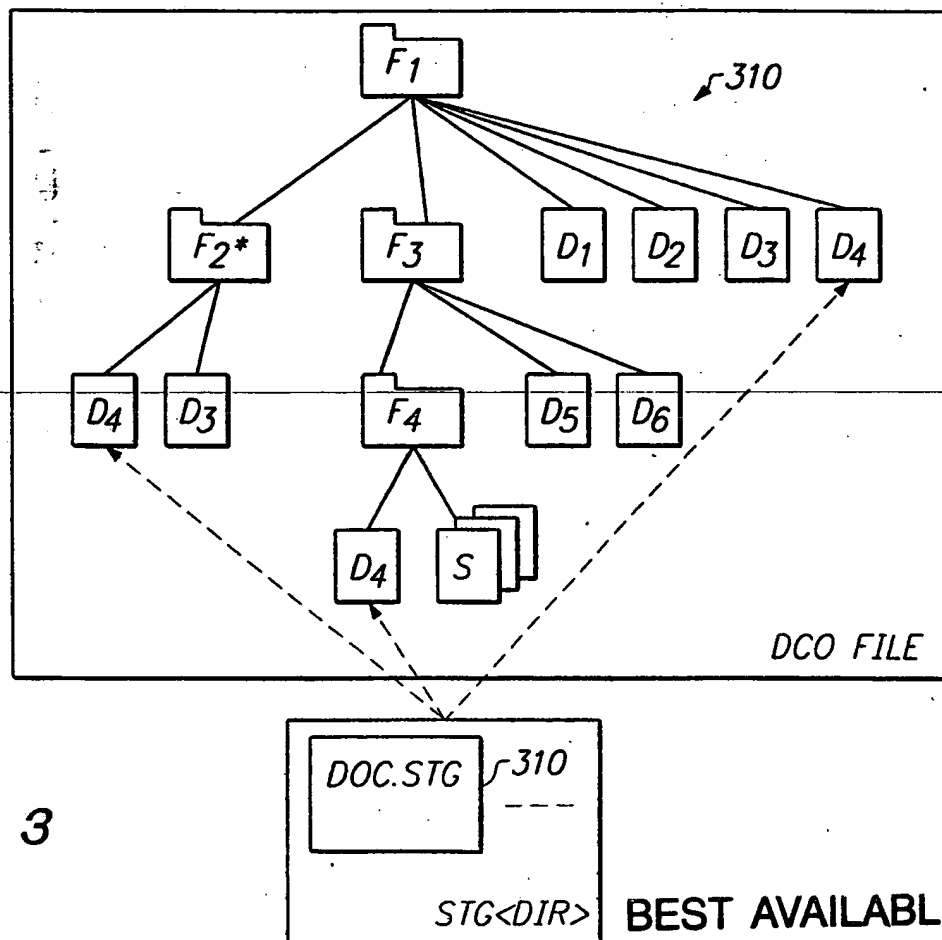 F1
310
F2*
F3
D1
D2
D3
D4
D4
D3
F4
D5
D6
D4
S
DCO FILE
DOC.STG
310
3
STG<DIR>
BEST AVAILABL